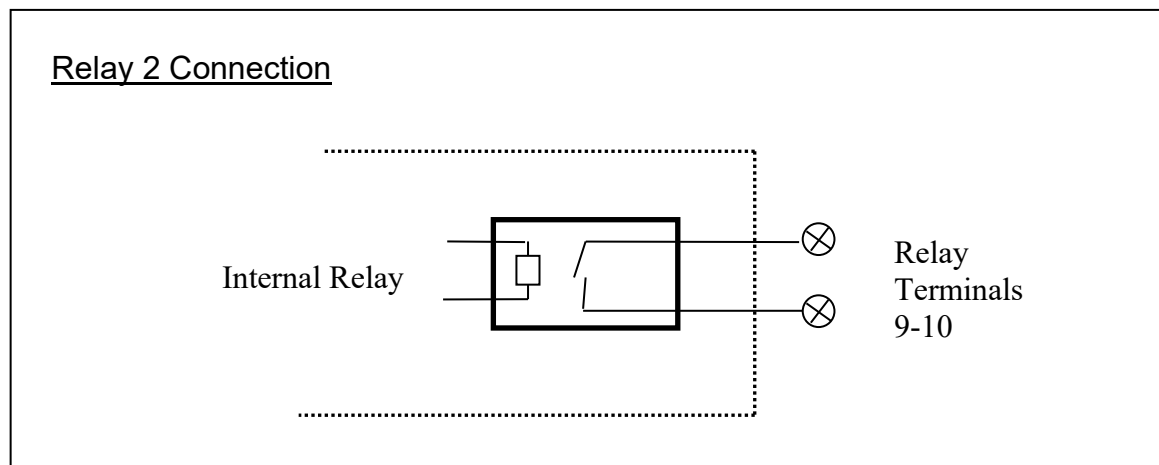 Relay 2 Connection
Internal Relay
Relay
Terminals
9-10